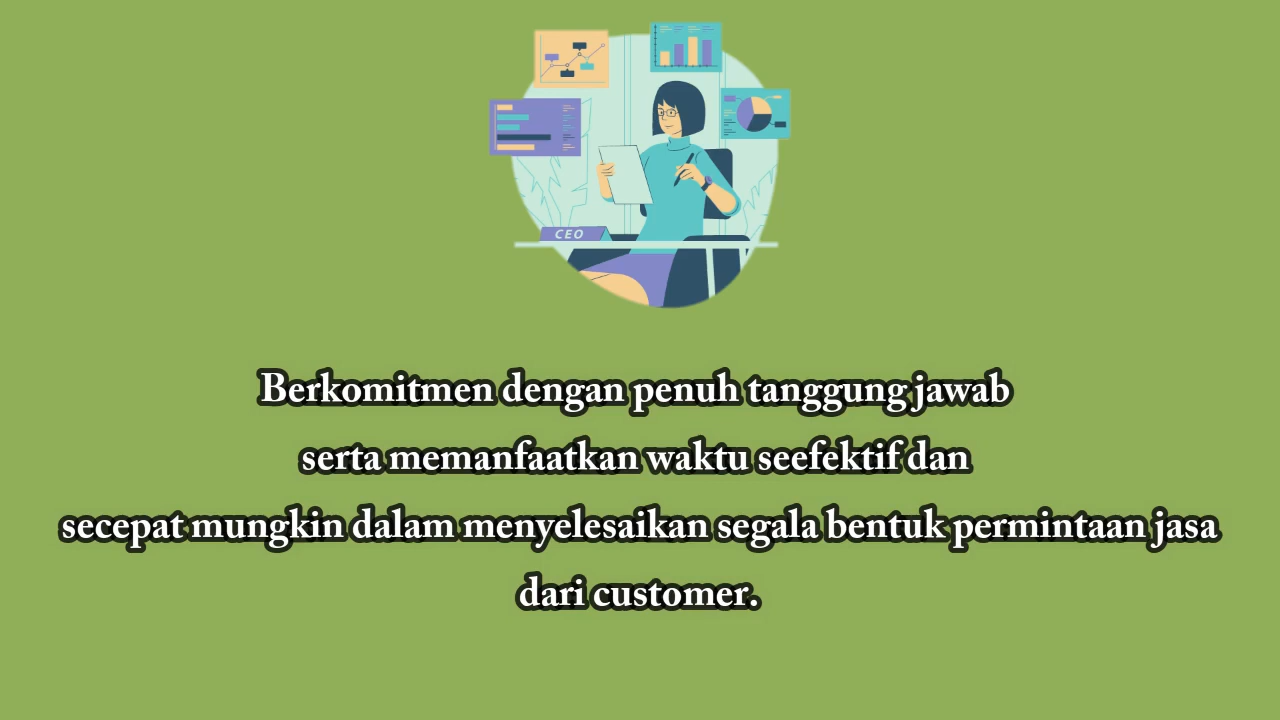 CEO
Berkomitmen dengan penuh tanggung jawab
serta memanfaatkan waktu seefektif dan
secepat mungkin dalam menyelesaikan segala bentuk permintaan jasa
dari customer.